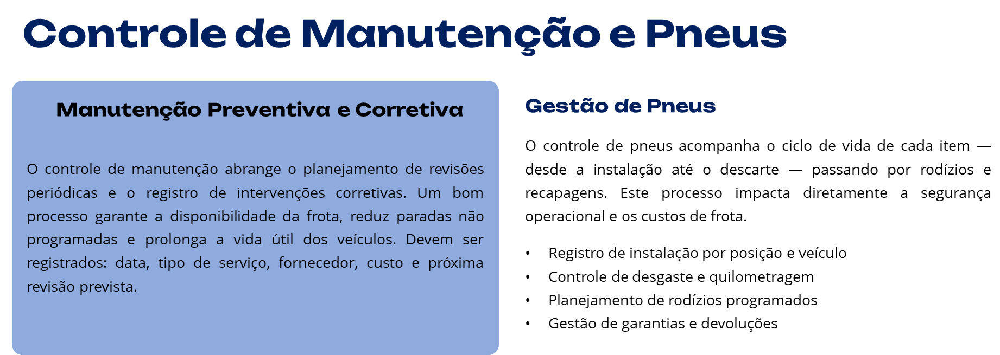 Controle de Manutenção e Pneus
Manutenção Preventiva e Corretiva
O controle de manutenção abrange o planejamento de revisões
periódicas e o registro de intervenções corretivas. Um bom
processo garante a disponibilidade da frota, reduz paradas não
programadas e prolonga a vida útil dos veículos. Devem ser
registrados: data, tipo de serviço, fornecedor, custo e próxima
revisão prevista.
Gestão de Pneus
O controle de pneus acompanha o ciclo de vida de cada item —
desde a instalação até o descarte — passando por rodízios e
recapagens. Este processo impacta diretamente a segurança
operacional e os custos de frota.
• Registro de instalação por posição e veículo
• Controle de desgaste e quilometragem
• Planejamento de rodízios programados
• Gestão de garantias e devoluções